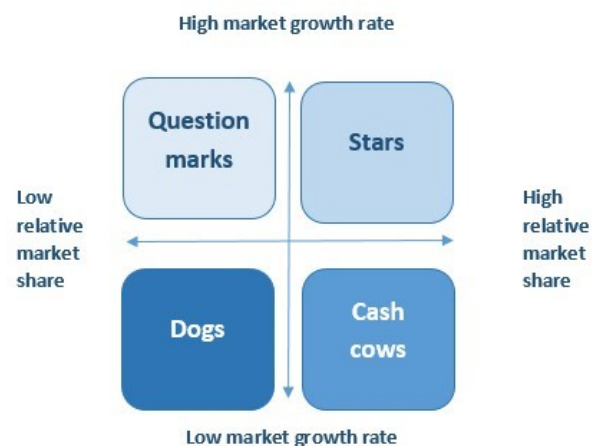 High market growth rate
Question
marks
Stars
Low
relative
market
share
High
relative
market
share
Dogs
Cash
cows
Low market growth rate